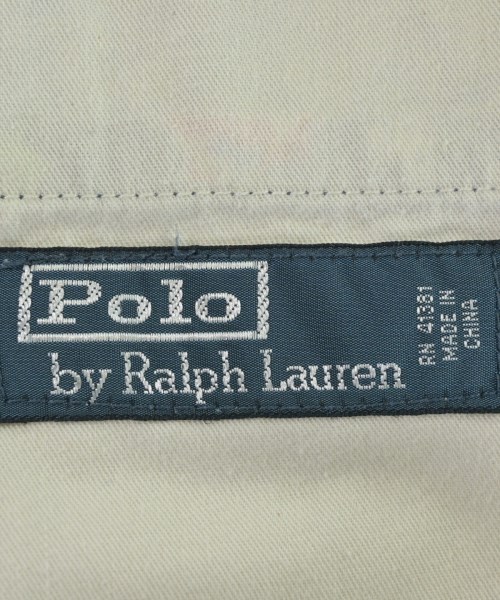 Polo
by Ralph Lauren
RN 41381
MADE IN
CHINA